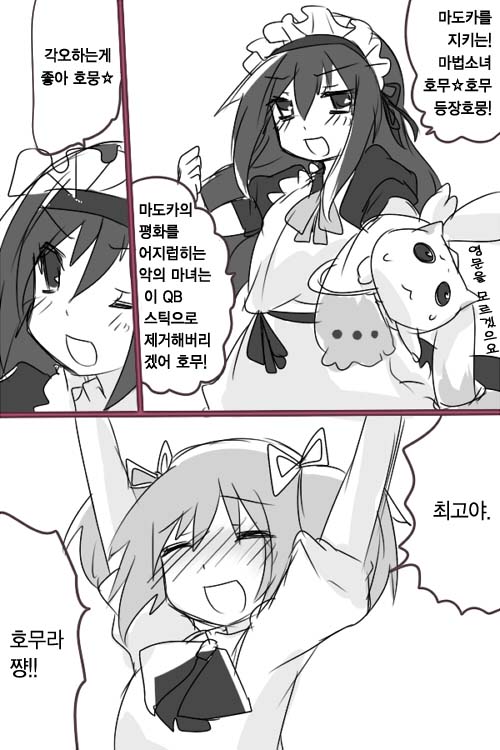 마도카를
지키는!
마법소녀
호무☆호무
등장호뭉!
마도카의
평화를
어지럽히는
악의 마녀는
이 QB
스틱으로
제거해버리
겠어 호무!
영문을 모르겠으요
각오하는게
좋아 호뭉☆
최고야.
호무라
쨩!!